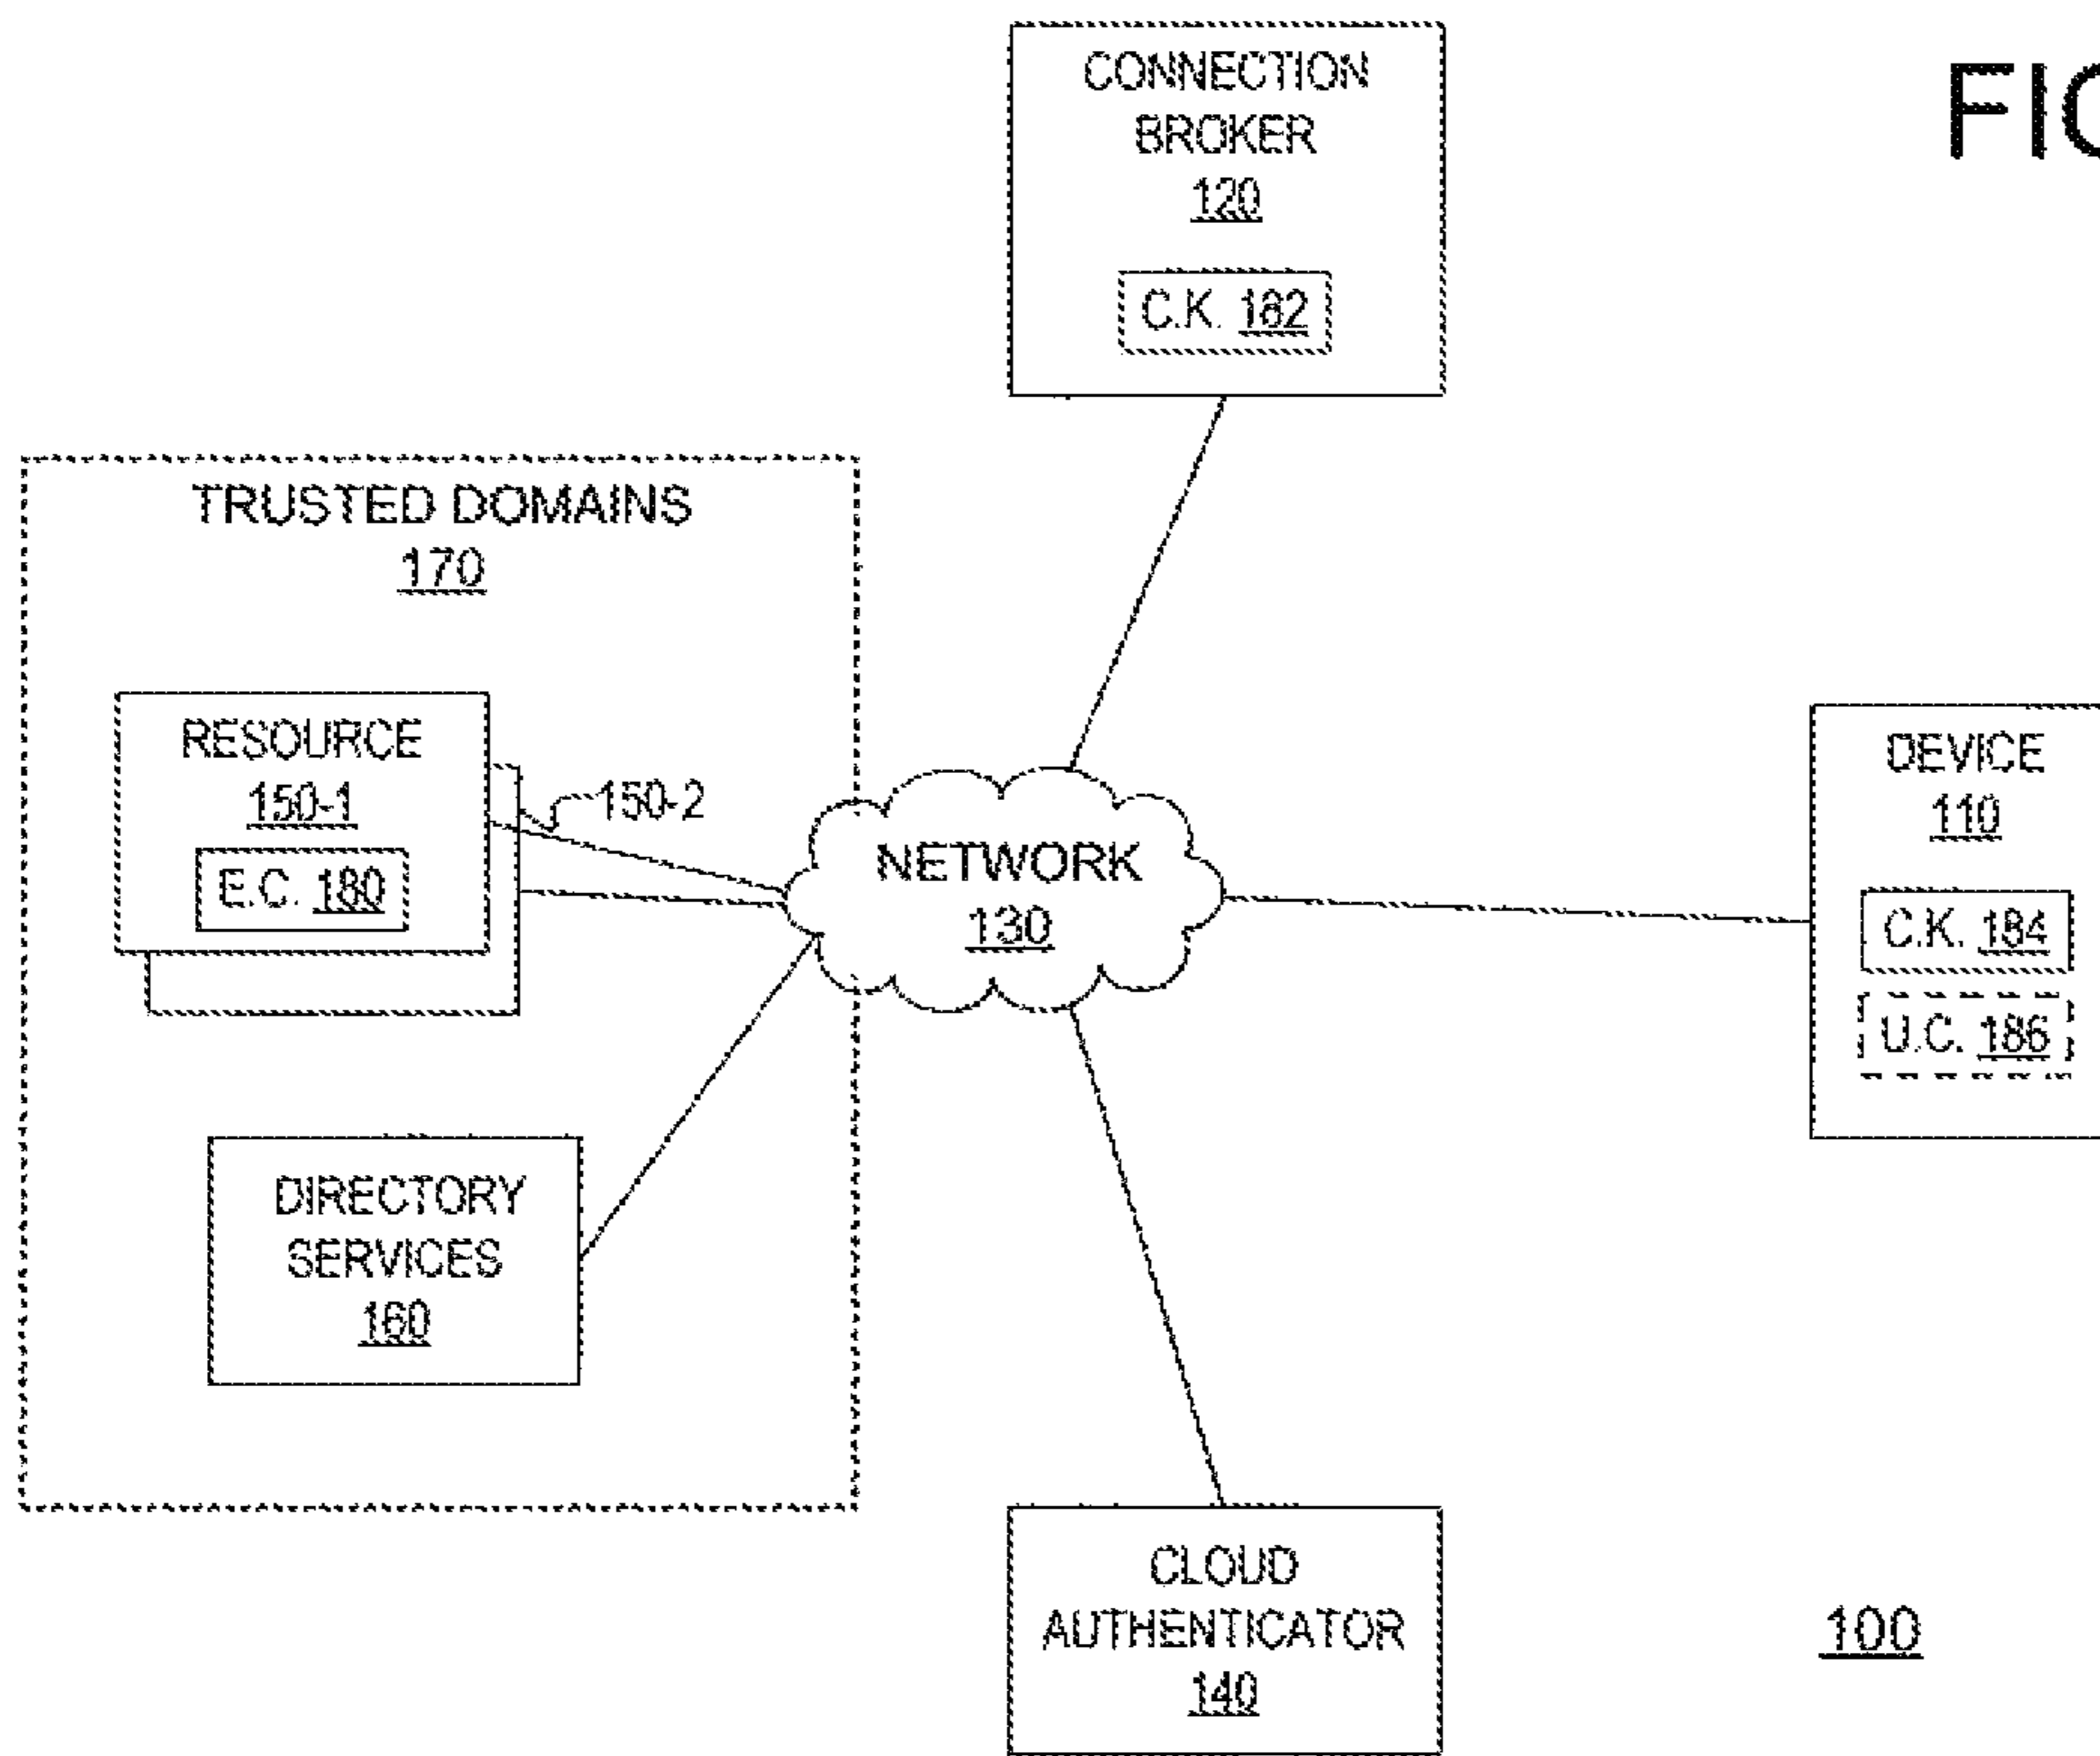 FIG
CONNECTION
BROKER
120
C.K. 182
TRUSTED DOMAINS
170
RESOURCE
150-1
E.C. 180
150-2
NETWORK
130
DEVICE
110
C.K. 184
U.C. 186
DIRECTORY
SERVICES
160
CLOUD
AUTHENTICATOR
140
100